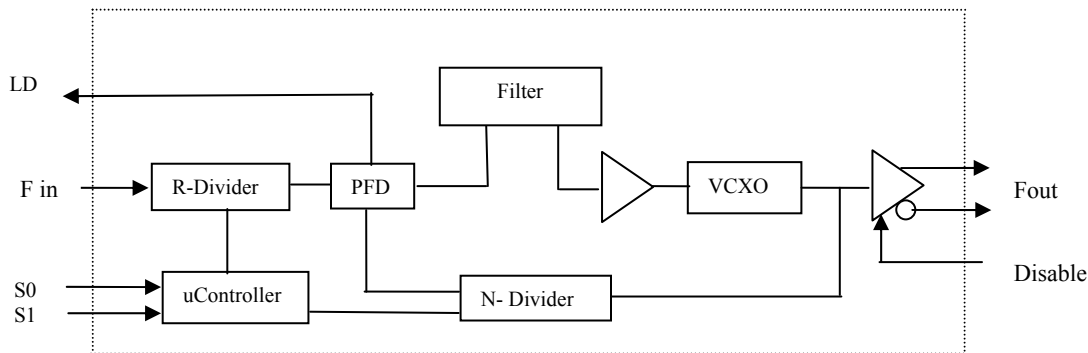 LD
Filter
F in
R-Divider
PFD
VCXO
Fout
S0
S1
uController
N- Divider
Disable